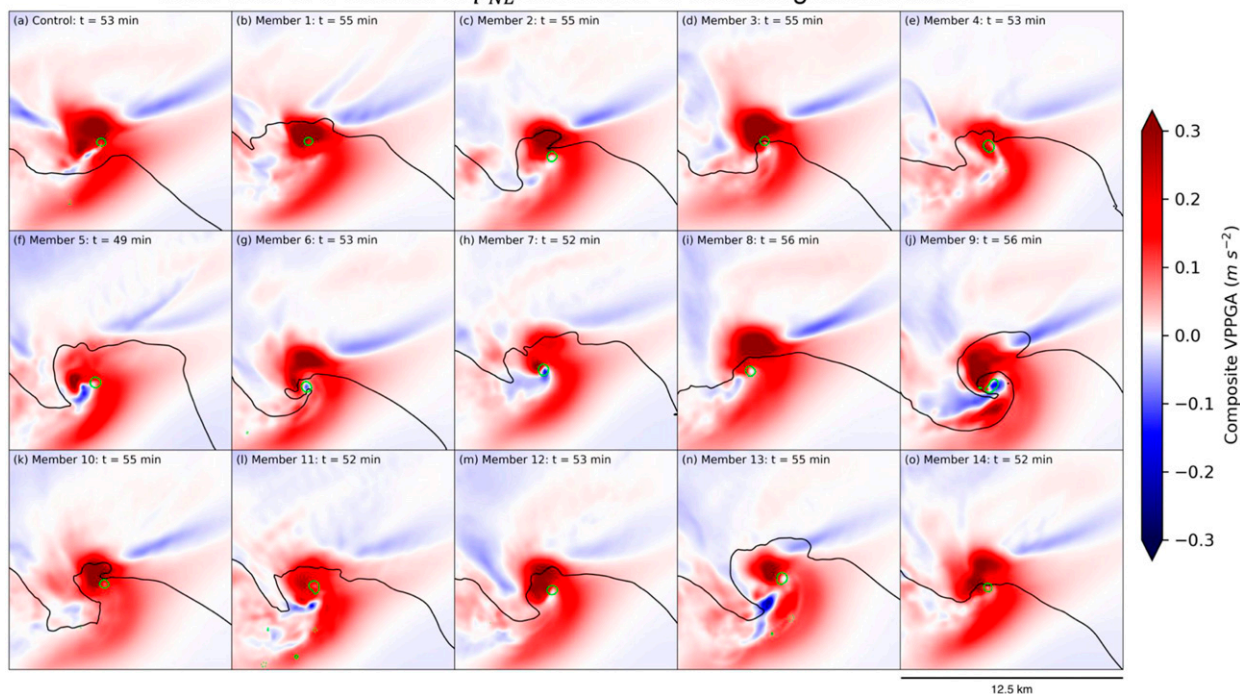 (a) Control: t = 53 min
(b) Member 1: t = 55 min
(c) Member 2: t = 55 min
(d) Member 3: t = 55 min
(e) Member 4: t = 53 min
(f) Member 5: t = 49 min
(g) Member 6: t = 53 min
(h) Member 7: t = 52 min
(i) Member 8: t = 56 min
(j) Member 9: t = 56 min
(k) Member 10: t = 55 min
(l) Member 11: t = 52 min
(m) Member 12: t = 53 min
(n) Member 13: t = 55 min
(o) Member 14: t = 52 min
0.3
0.2
0.1
0.0
−0.1
−0.2
−0.3
Composite VPPGA (m s⁻²)
12.5 km